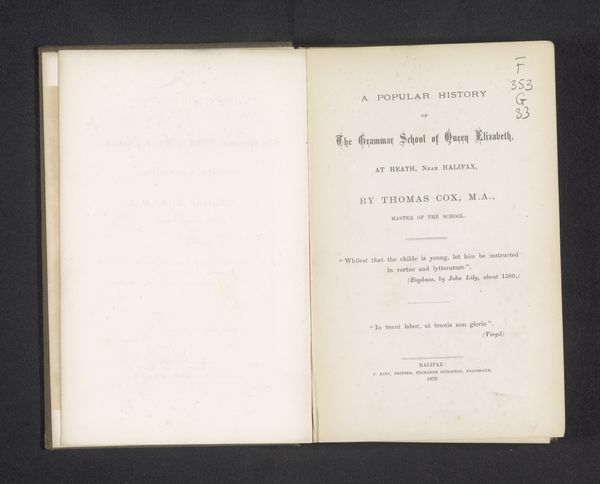 F
353
G
33
A POPULAR HISTORY
OF
The Grammar School of Queen Elizabeth,
AT HEATH, NEAR HALIFAX,
BY THOMAS COX, M.A.,
MASTER OF THE SCHOOL.
"Whilest that the childe is young, let him be instructed
in vertue and lytterature".
(Euphues, by John Lily, about 1580.)
"In tenui labor, at tenuis non gloria".
(Virgil)
HALIFAX:
F. KING, PRINTER, EXCHANGE BUILDINGS, NORTHGATE,
1879.